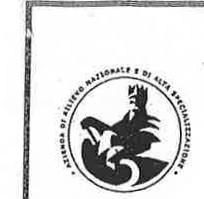 • AZIENDA DI RILIEVO NAZIONALE E DI ALTA SPECIALIZZAZIONE •